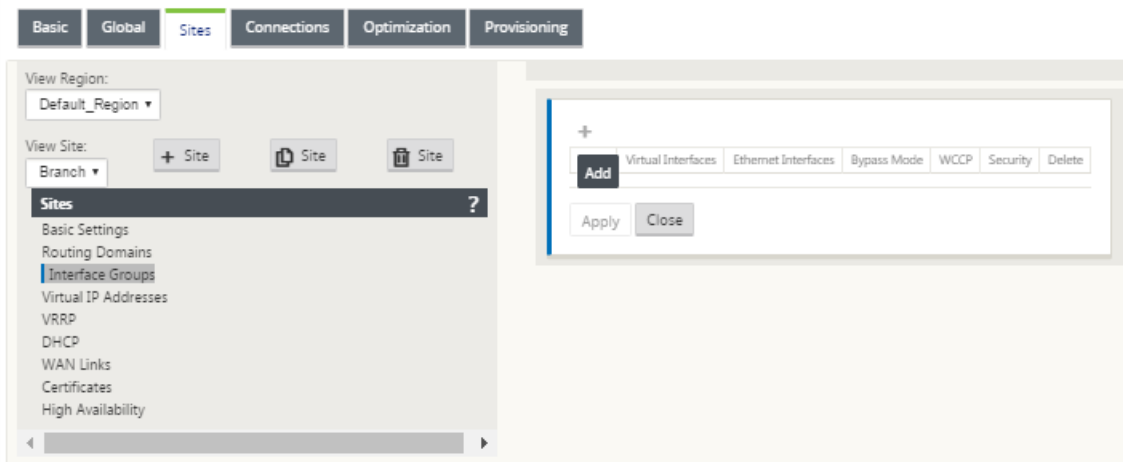 Basic Global Sites Connections Optimization Provisioning
View Region:
Default_Region
View Site:
Branch
+ Site Site Site
Sites ?
Basic Settings
Routing Domains
Interface Groups
Virtual IP Addresses
VRRP
DHCP
WAN Links
Certificates
High Availability
+
Virtual Interfaces Ethernet Interfaces Bypass Mode WCCP Security Delete
Add
Apply Close